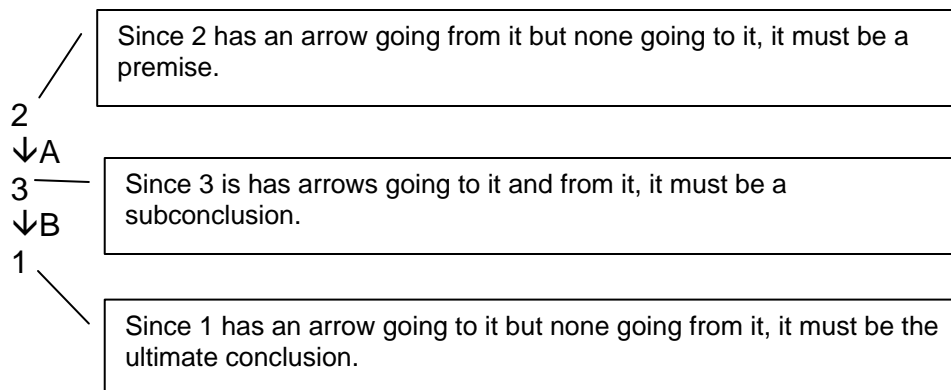 Since 2 has an arrow going from it but none going to it, it must be a
premise.
2
↓A
3
Since 3 is has arrows going to it and from it, it must be a
subconclusion.
↓B
1
Since 1 has an arrow going to it but none going from it, it must be the
ultimate conclusion.